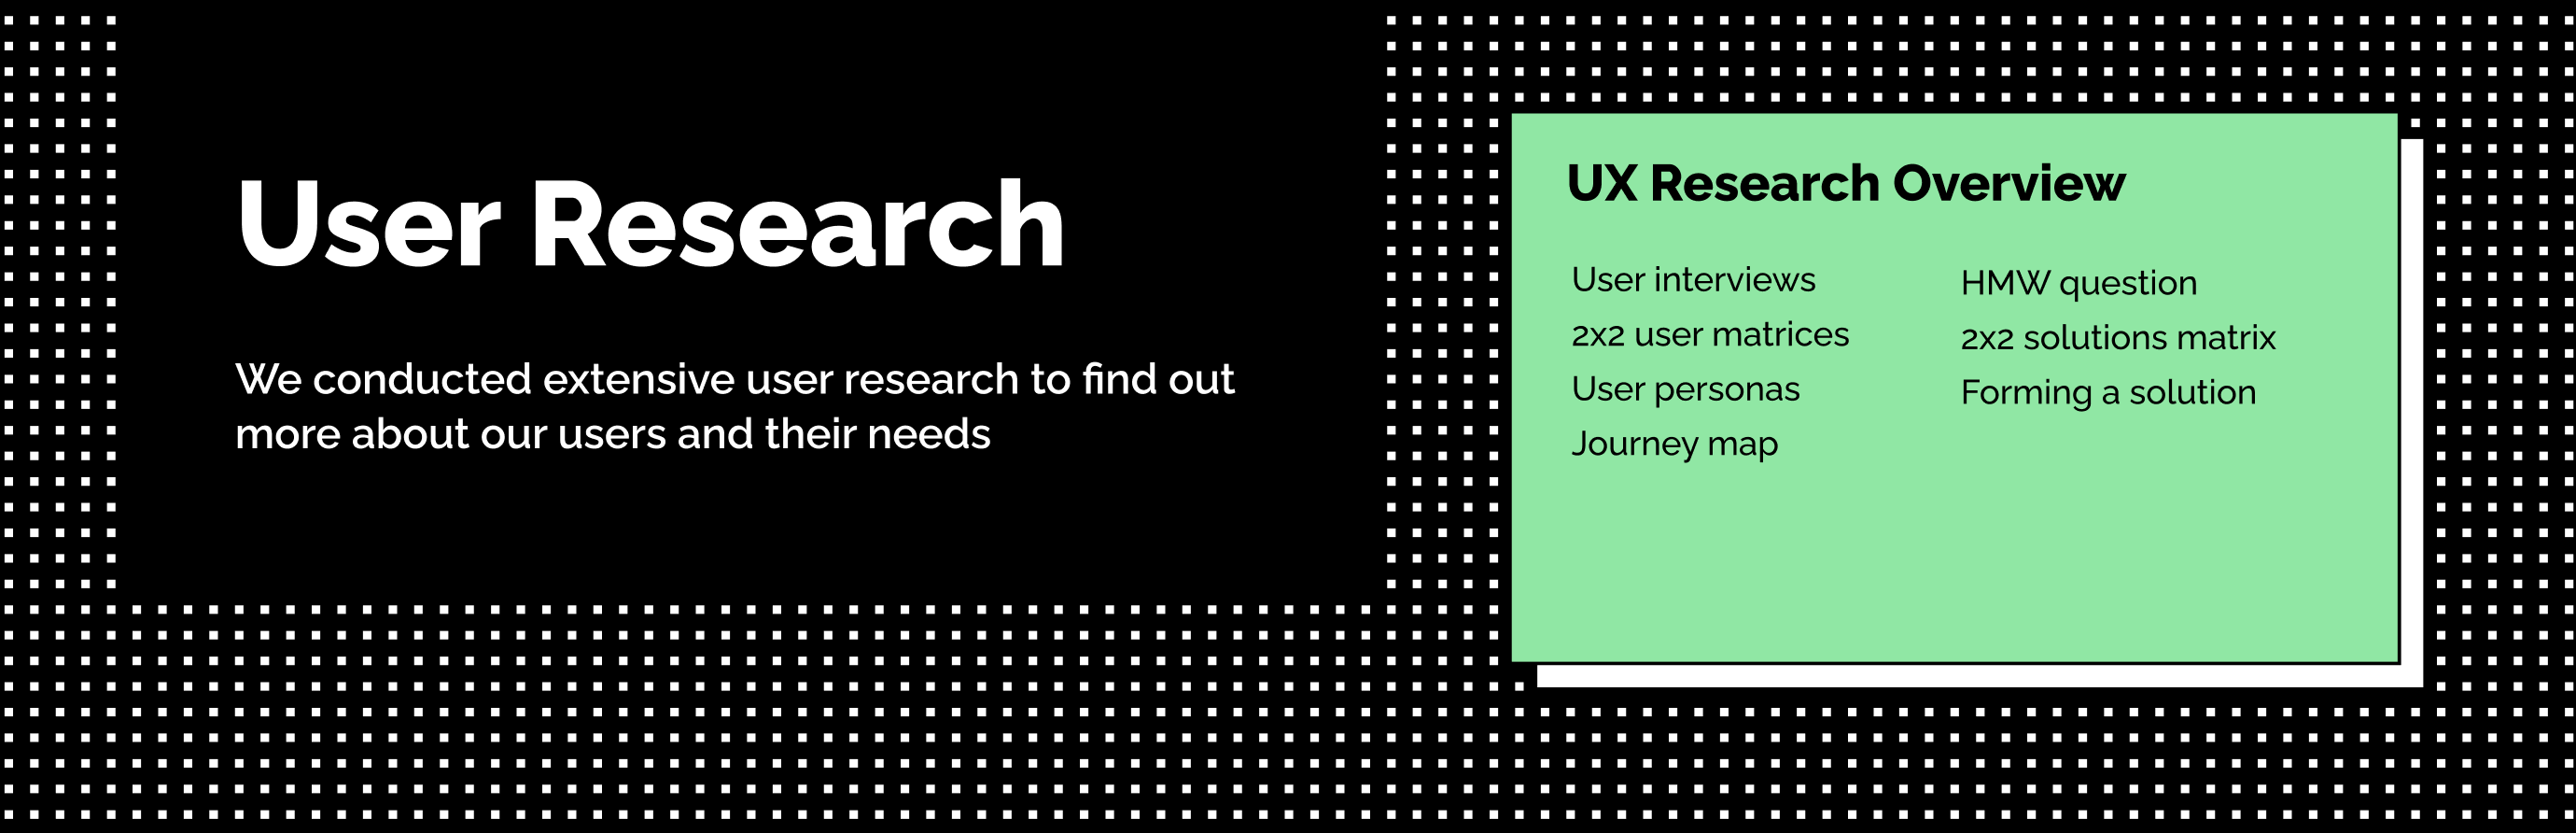 User Research
We conducted extensive user research to find out
more about our users and their needs
UX Research Overview
User interviews
2x2 user matrices
User personas
Journey map
HMW question
2x2 solutions matrix
Forming a solution